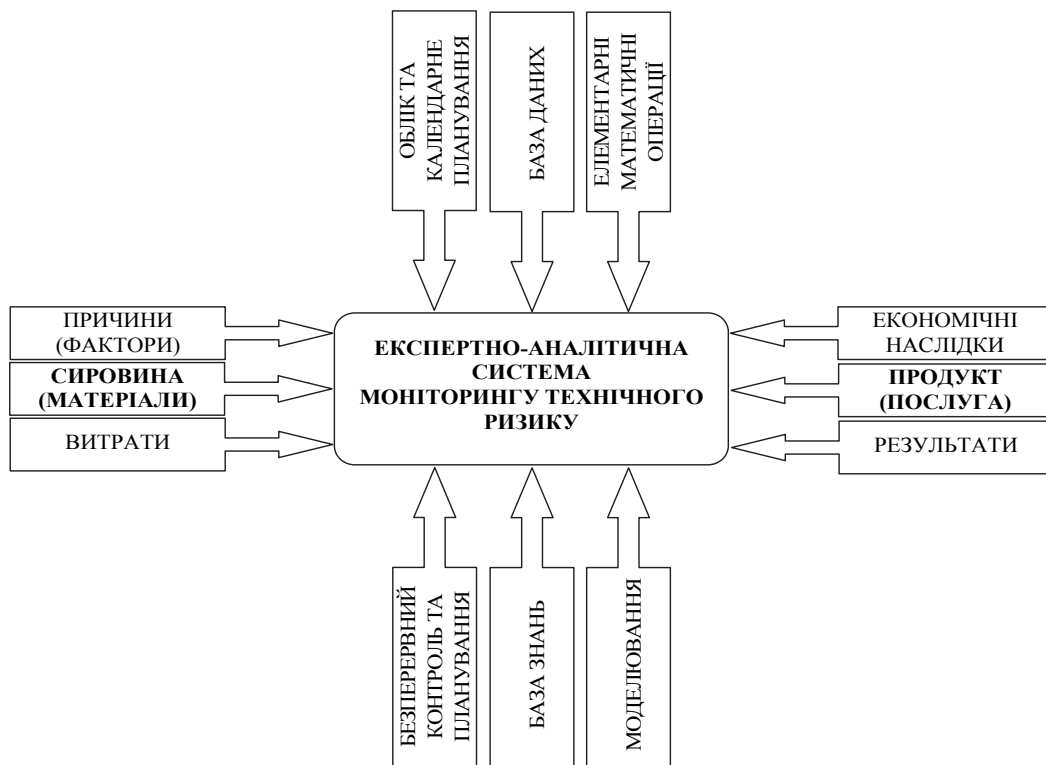 ОБЛІК ТА
КАЛЕНДАРНЕ
ПЛАНУВАННЯ
БАЗА ДАНИХ
ЕЛЕМЕНТАРНІ
МАТЕМАТИЧНІ
ОПЕРАЦІЇ
ПРИЧИНИ
(ФАКТОРИ)
СИРОВИНА
(МАТЕРІАЛИ)
ВИТРАТИ
ЕКСПЕРТНО-АНАЛІТИЧНА
СИСТЕМА
МОНІТОРИНГУ ТЕХНІЧНОГО
РИЗИКУ
ЕКОНОМІЧНІ
НАСЛІДКИ
ПРОДУКТ
(ПОСЛУГА)
РЕЗУЛЬТАТИ
БЕЗПЕРЕРВНИЙ
КОНТРОЛЬ ТА
ПЛАНУВАННЯ
БАЗА ЗНАНЬ
МОДЕЛЮВАННЯ